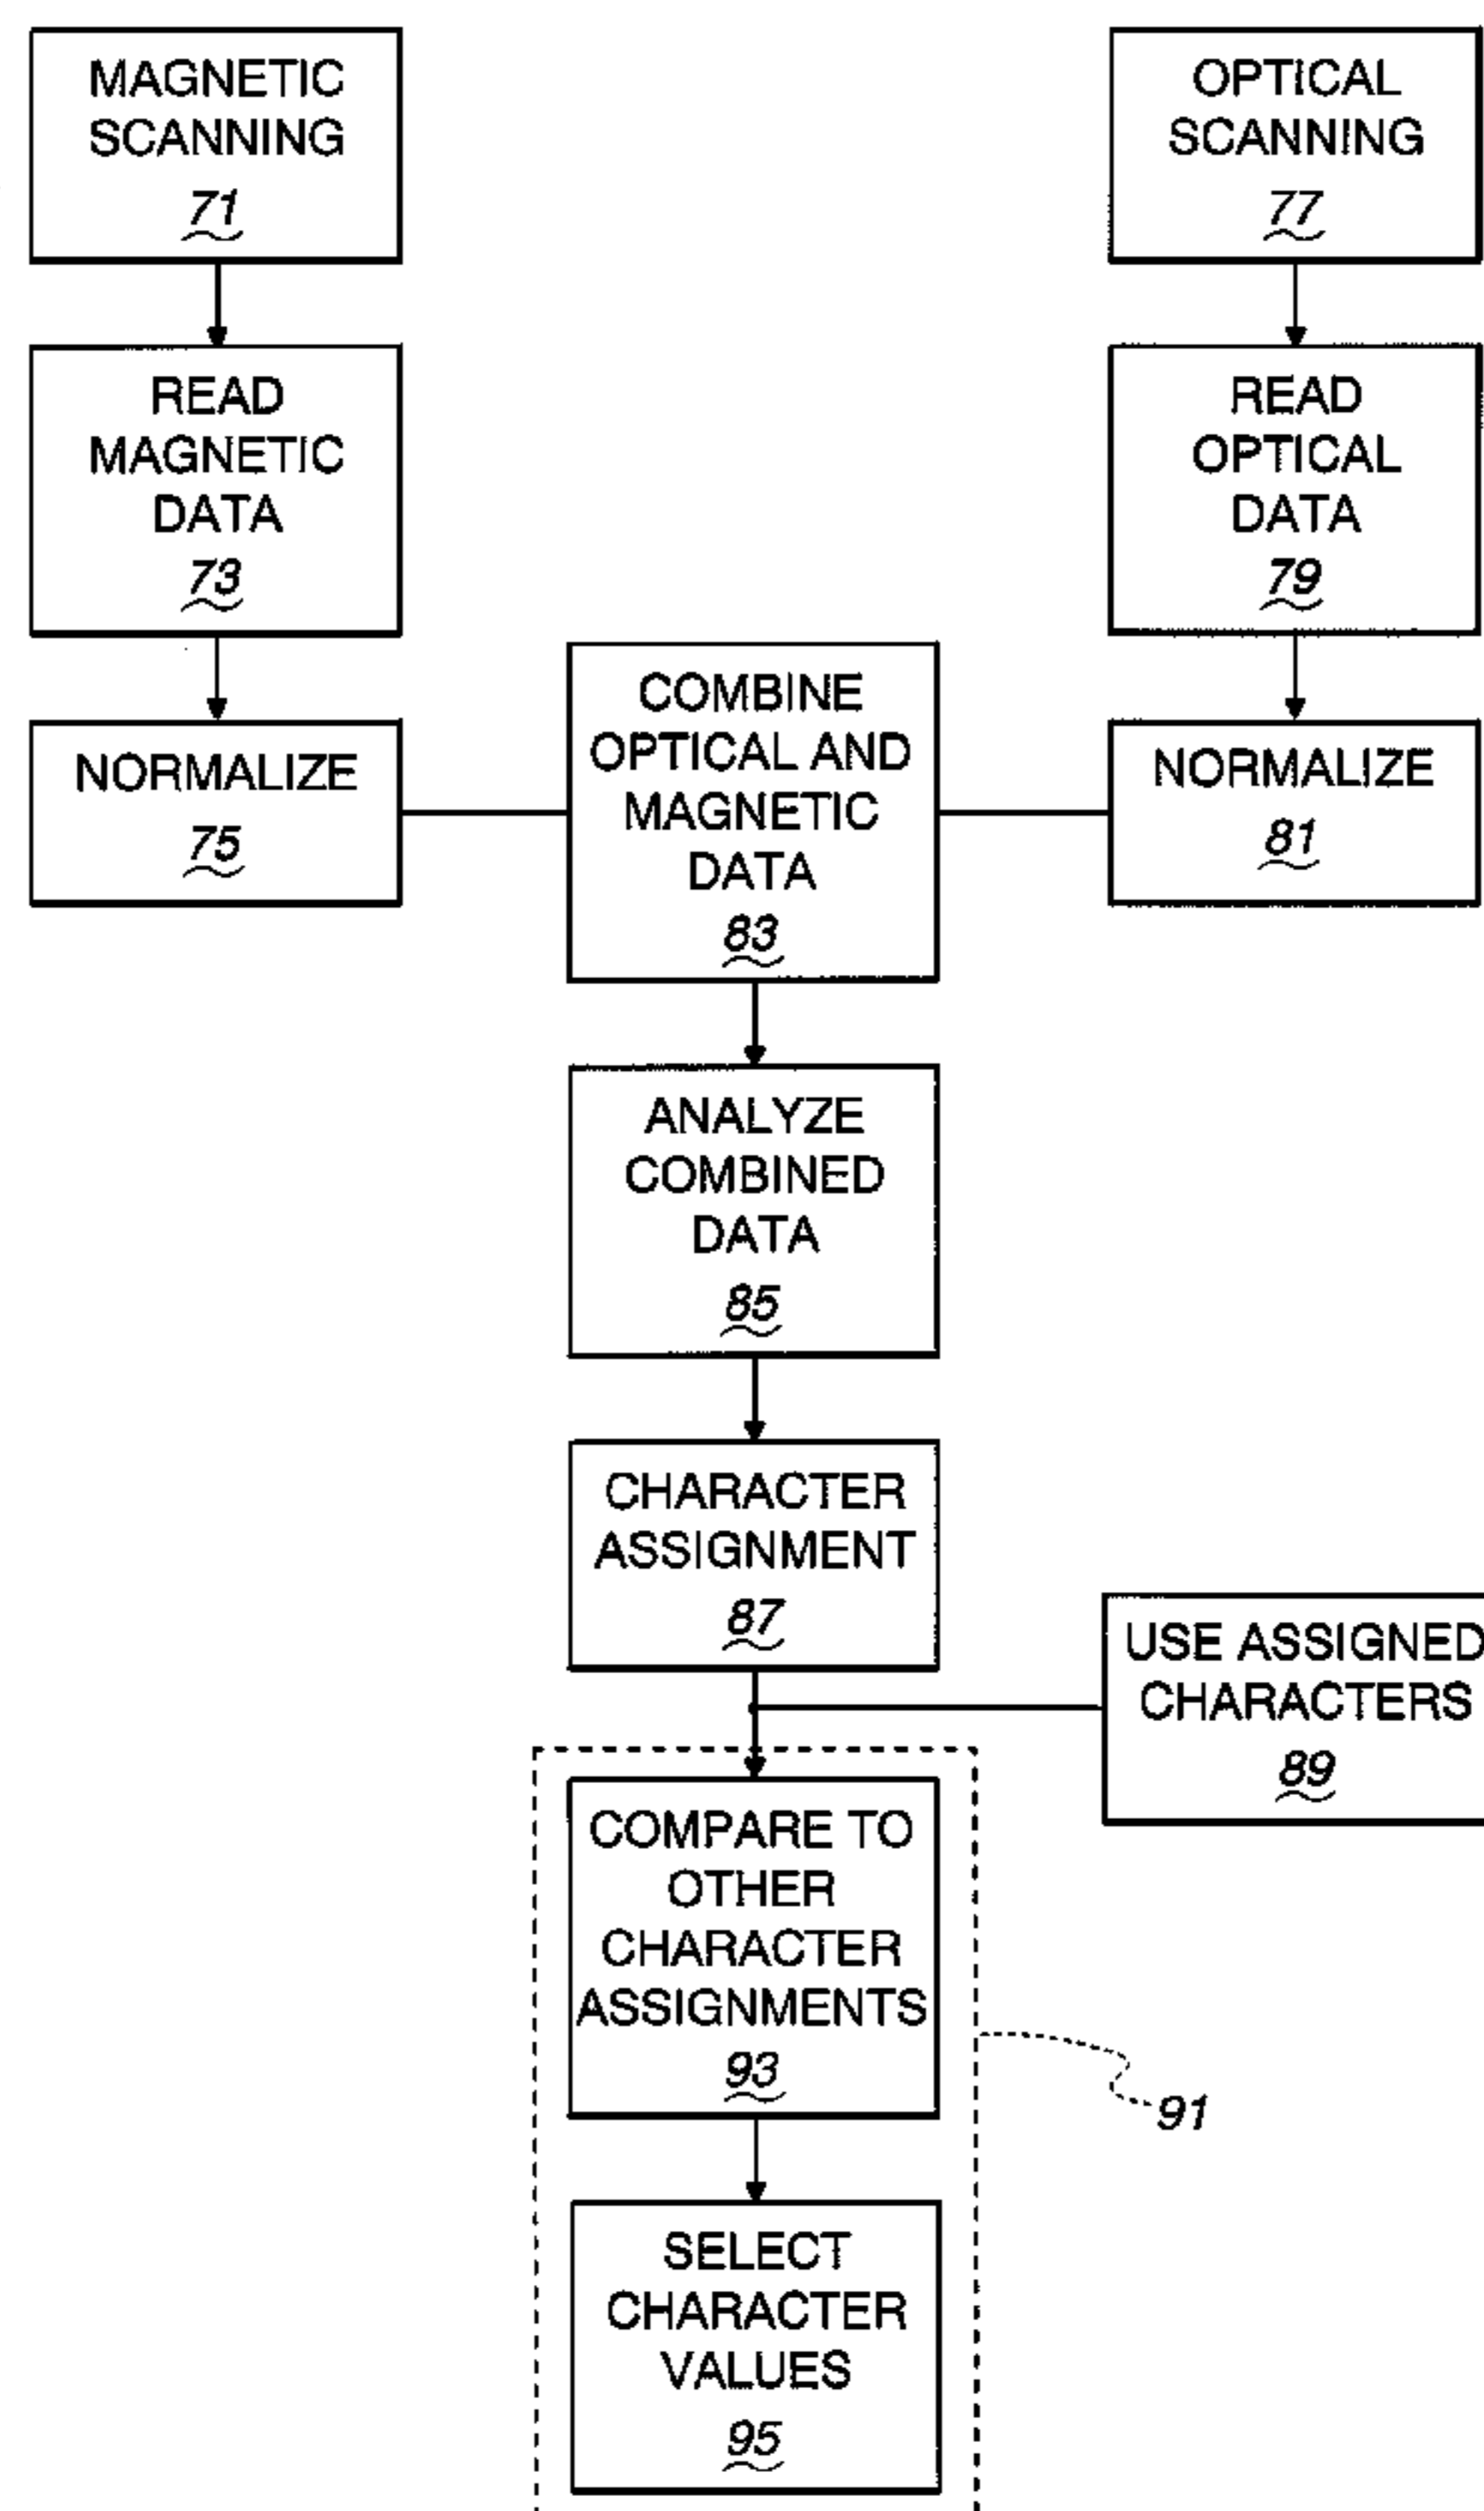 MAGNETIC
SCANNING
71
OPTICAL
SCANNING
77
READ
MAGNETIC
DATA
73
READ
OPTICAL
DATA
79
NORMALIZE
75
COMBINE
OPTICAL AND
MAGNETIC
DATA
83
NORMALIZE
81
ANALYZE
COMBINED
DATA
85
CHARACTER
ASSIGNMENT
87
USE ASSIGNED
CHARACTERS
89
COMPARE TO
OTHER
CHARACTER
ASSIGNMENTS
93
91
SELECT
CHARACTER
VALUES
95